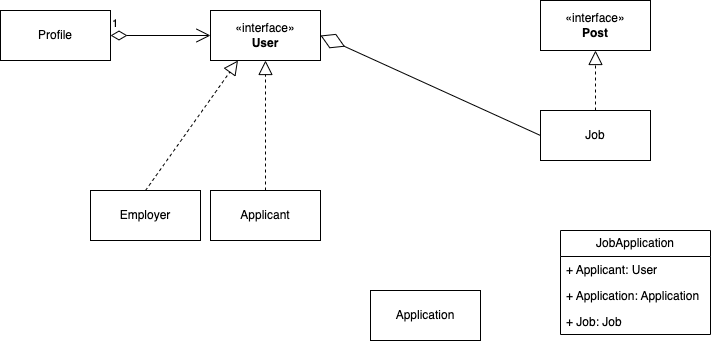 Profile
1
«interface»
User
«interface»
Post
Job
Employer
Applicant
JobApplication
+ Applicant: User
+ Application: Application
+ Job: Job
Application